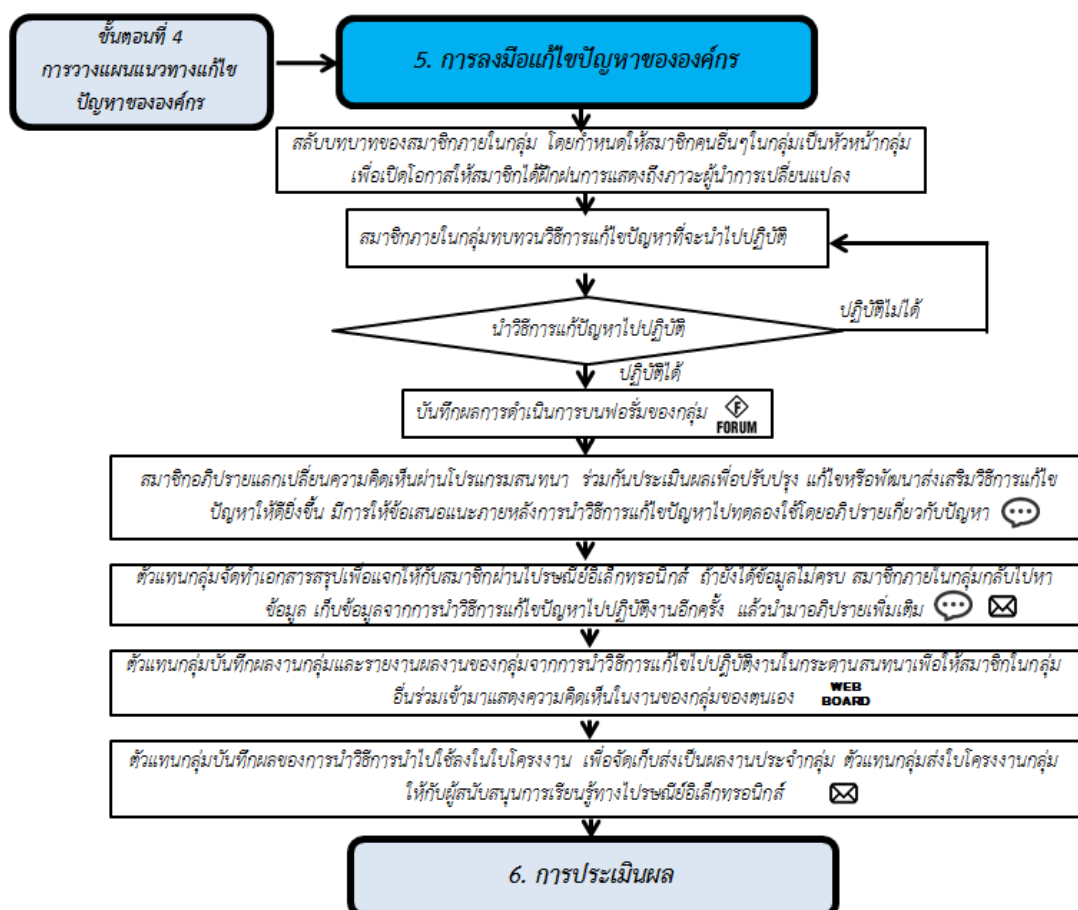 ขั้นตอนที่ 4
การวางแผนแนวทางแก้ไข
ปัญหาขององค์กร
5. การลงมือแก้ไขปัญหาขององค์กร
สลับบทบาทของสมาชิกภายในกลุ่ม โดยกำหนดให้สมาชิกคนอื่นๆในกลุ่มเป็นหัวหน้ากลุ่ม
เพื่อเปิดโอกาสให้สมาชิกได้ฝึกฝนการแสดงถึงภาวะผู้นำการเปลี่ยนแปลง
สมาชิกภายในกลุ่มทบทวนวิธีการแก้ไขปัญหาที่จะนำไปปฏิบัติ
นำวิธีการแก้ปัญหาไปปฏิบัติ
ปฏิบัติไม่ได้
ปฏิบัติได้
บันทึกผลการดำเนินการบนฟอรั่มของกลุ่ม
F
FORUM
สมาชิกอภิปรายแลกเปลี่ยนความคิดเห็นผ่านโปรแกรมสนทนา ร่วมกันประเมินผลเพื่อปรับปรุง แก้ไขหรือพัฒนาส่งเสริมวิธีการแก้ไข
ปัญหาให้ดียิ่งขึ้น มีการให้ข้อเสนอแนะภายหลังการนำวิธีการแก้ไขปัญหาไปทดลองใช้โดยอภิปรายเกี่ยวกับปัญหา
ตัวแทนกลุ่มจัดทำเอกสารสรุปเพื่อแจกให้กับสมาชิกผ่านไปรษณีย์อิเล็กทรอนิกส์ ถ้ายังได้ข้อมูลไม่ครบ สมาชิกภายในกลุ่มกลับไปหา
ข้อมูล เก็บข้อมูลจากการนำวิธีการแก้ไขปัญหาไปปฏิบัติงานอีกครั้ง แล้วนำมาอภิปรายเพิ่มเติม
ตัวแทนกลุ่มบันทึกผลงานกลุ่มและรายงานผลงานของกลุ่มจากการนำวิธีการแก้ไขไปปฏิบัติงานในกระดานสนทนาเพื่อให้สมาชิกในกลุ่ม
อื่นร่วมเข้ามาแสดงความคิดเห็นในงานของกลุ่มของตนเอง
WEB
BOARD
ตัวแทนกลุ่มบันทึกผลของการนำวิธีการนำไปใช้ลงในใบโครงงาน เพื่อจัดเก็บส่งเป็นผลงานประจำกลุ่ม ตัวแทนกลุ่มส่งใบโครงงานกลุ่ม
ให้กับผู้สนับสนุนการเรียนรู้ทางไปรษณีย์อิเล็กทรอนิกส์
6. การประเมินผล